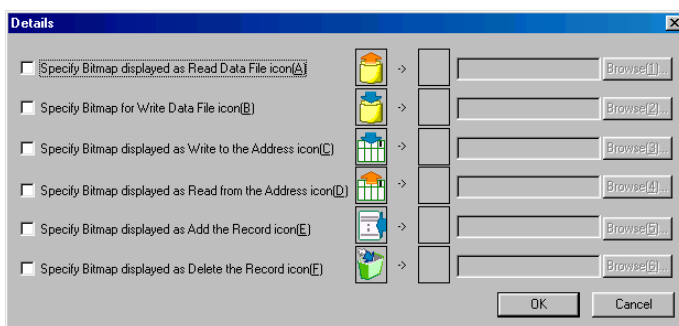 Details
Specify Bitmap displayed as Read Data File icon(A) -> Browse(1)...
Specify Bitmap for Write Data File icon(B) -> Browse(2)...
Specify Bitmap displayed as Write to the Address icon(C) -> Browse(3)...
Specify Bitmap displayed as Read from the Address icon(D) -> Browse(4)...
Specify Bitmap displayed as Add the Record icon(E) -> Browse(5)...
Specify Bitmap displayed as Delete the Record icon(F) -> Browse(6)...
OK Cancel